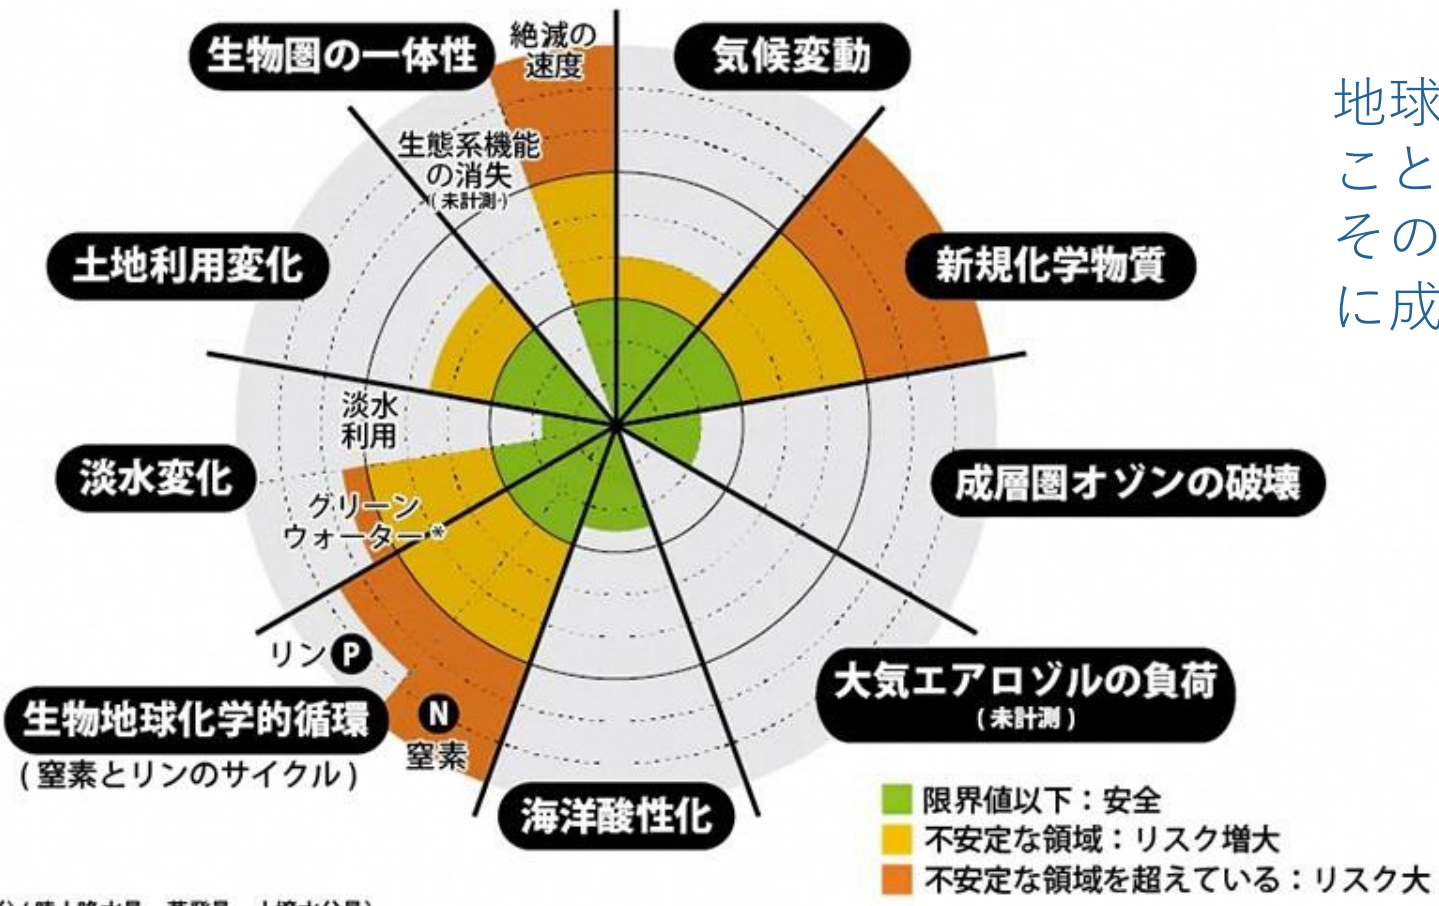 生物圏の一体性
絶滅の
速度
気候変動
地球
こと
その
に成
生態系機能
の消失
(未計測)
土地利用変化
新規化学物質
淡水
利用
淡水変化
成層圏オゾンの破壊
グリーン
ウォーター*
リン P
大気エアロゾルの負荷
(未計測)
生物地球化学的循環
(窒素とリンのサイクル)
N
窒素
海洋酸性化
限界値以下：安全
不安定な領域：リスク増大
不安定な領域を超えている：リスク大